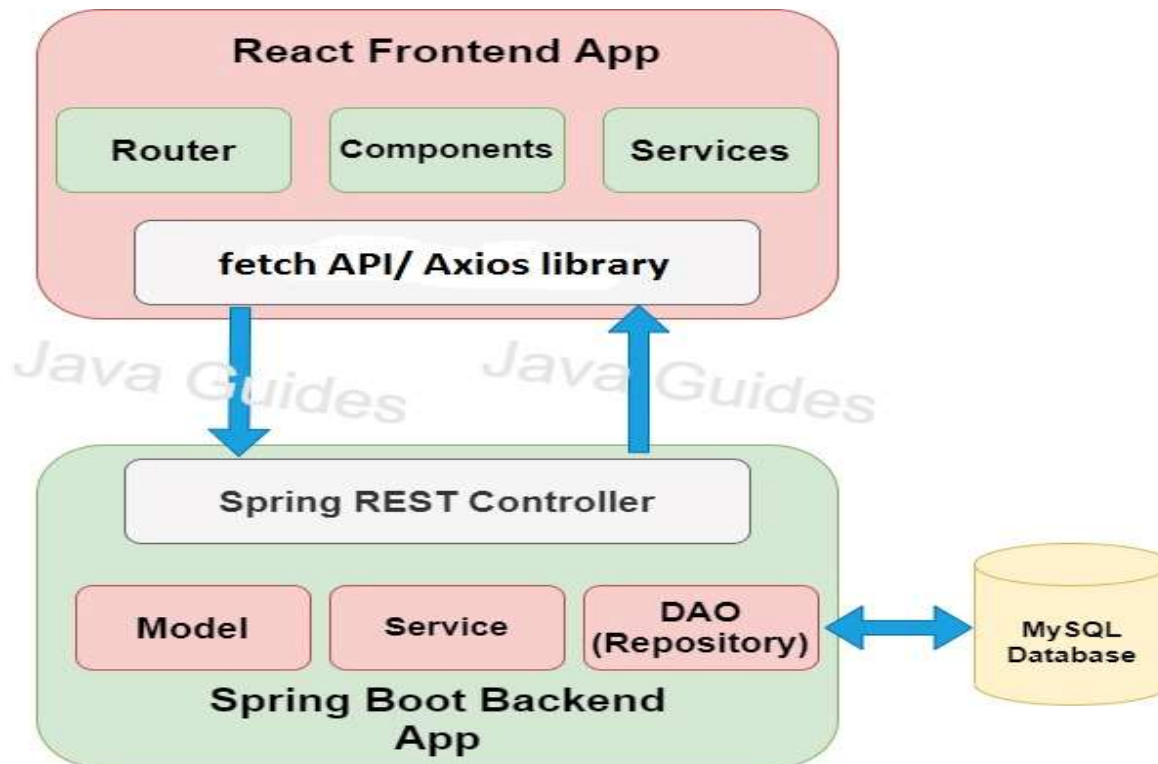 React Frontend App
Router
Components
Services
fetch API/ Axios library
Java Guides
Java Guides
Spring REST Controller
Model
Service
DAO
(Repository)
MySQL
Database
Spring Boot Backend
App